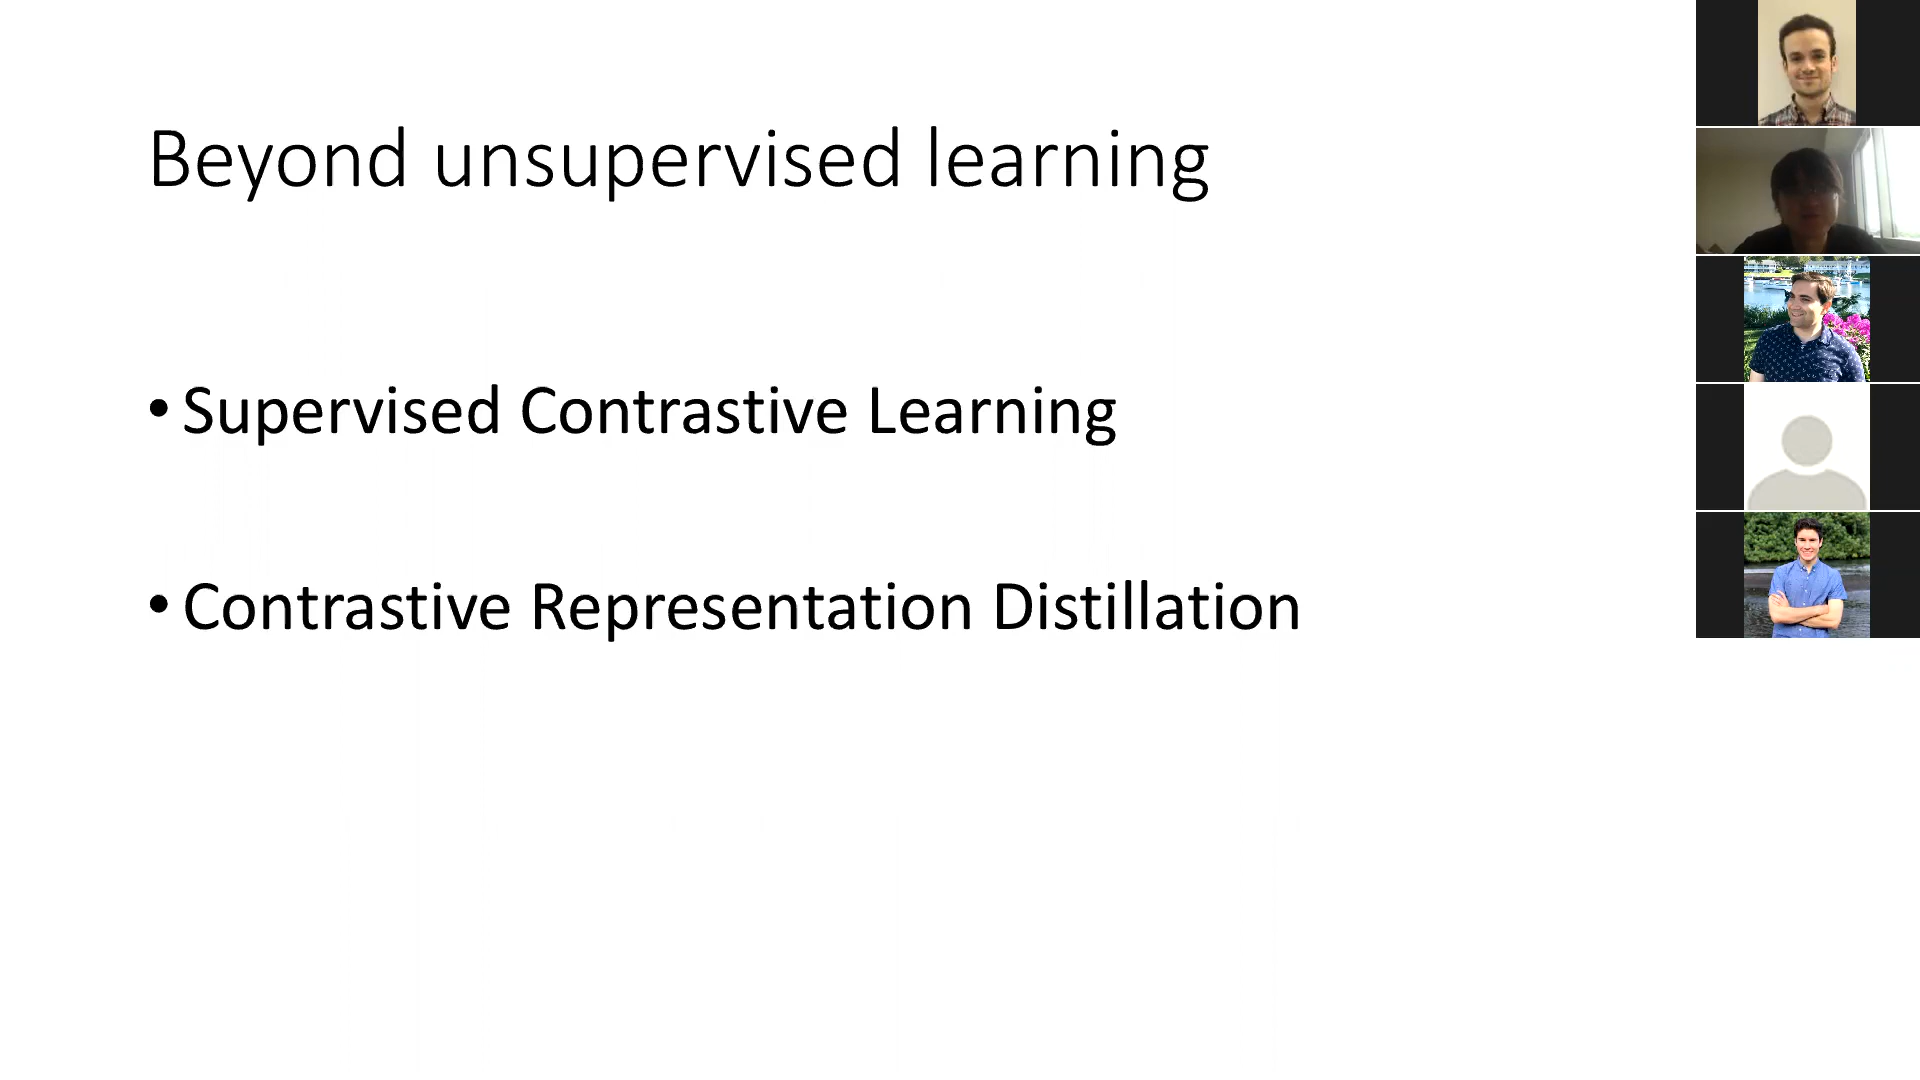 Beyond unsupervised learning
• Supervised Contrastive Learning
• Contrastive Representation Distillation